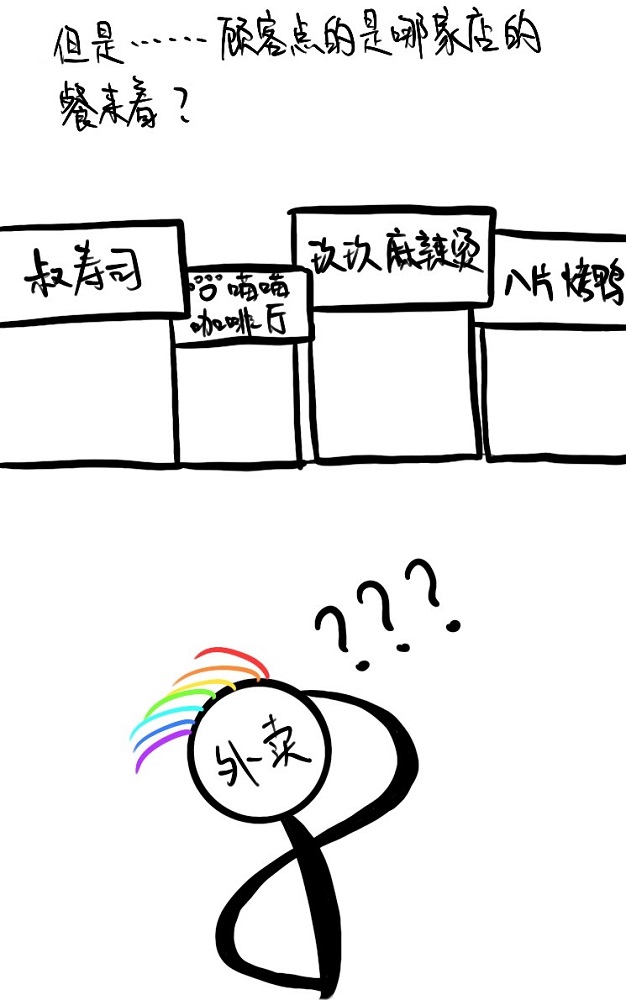 但是……顾客点的是哪家店的
餐来着？
叔寿司
喵喵
咖啡厅
玖玖麻辣烫
八片烤鸭
? ? ?
外卖